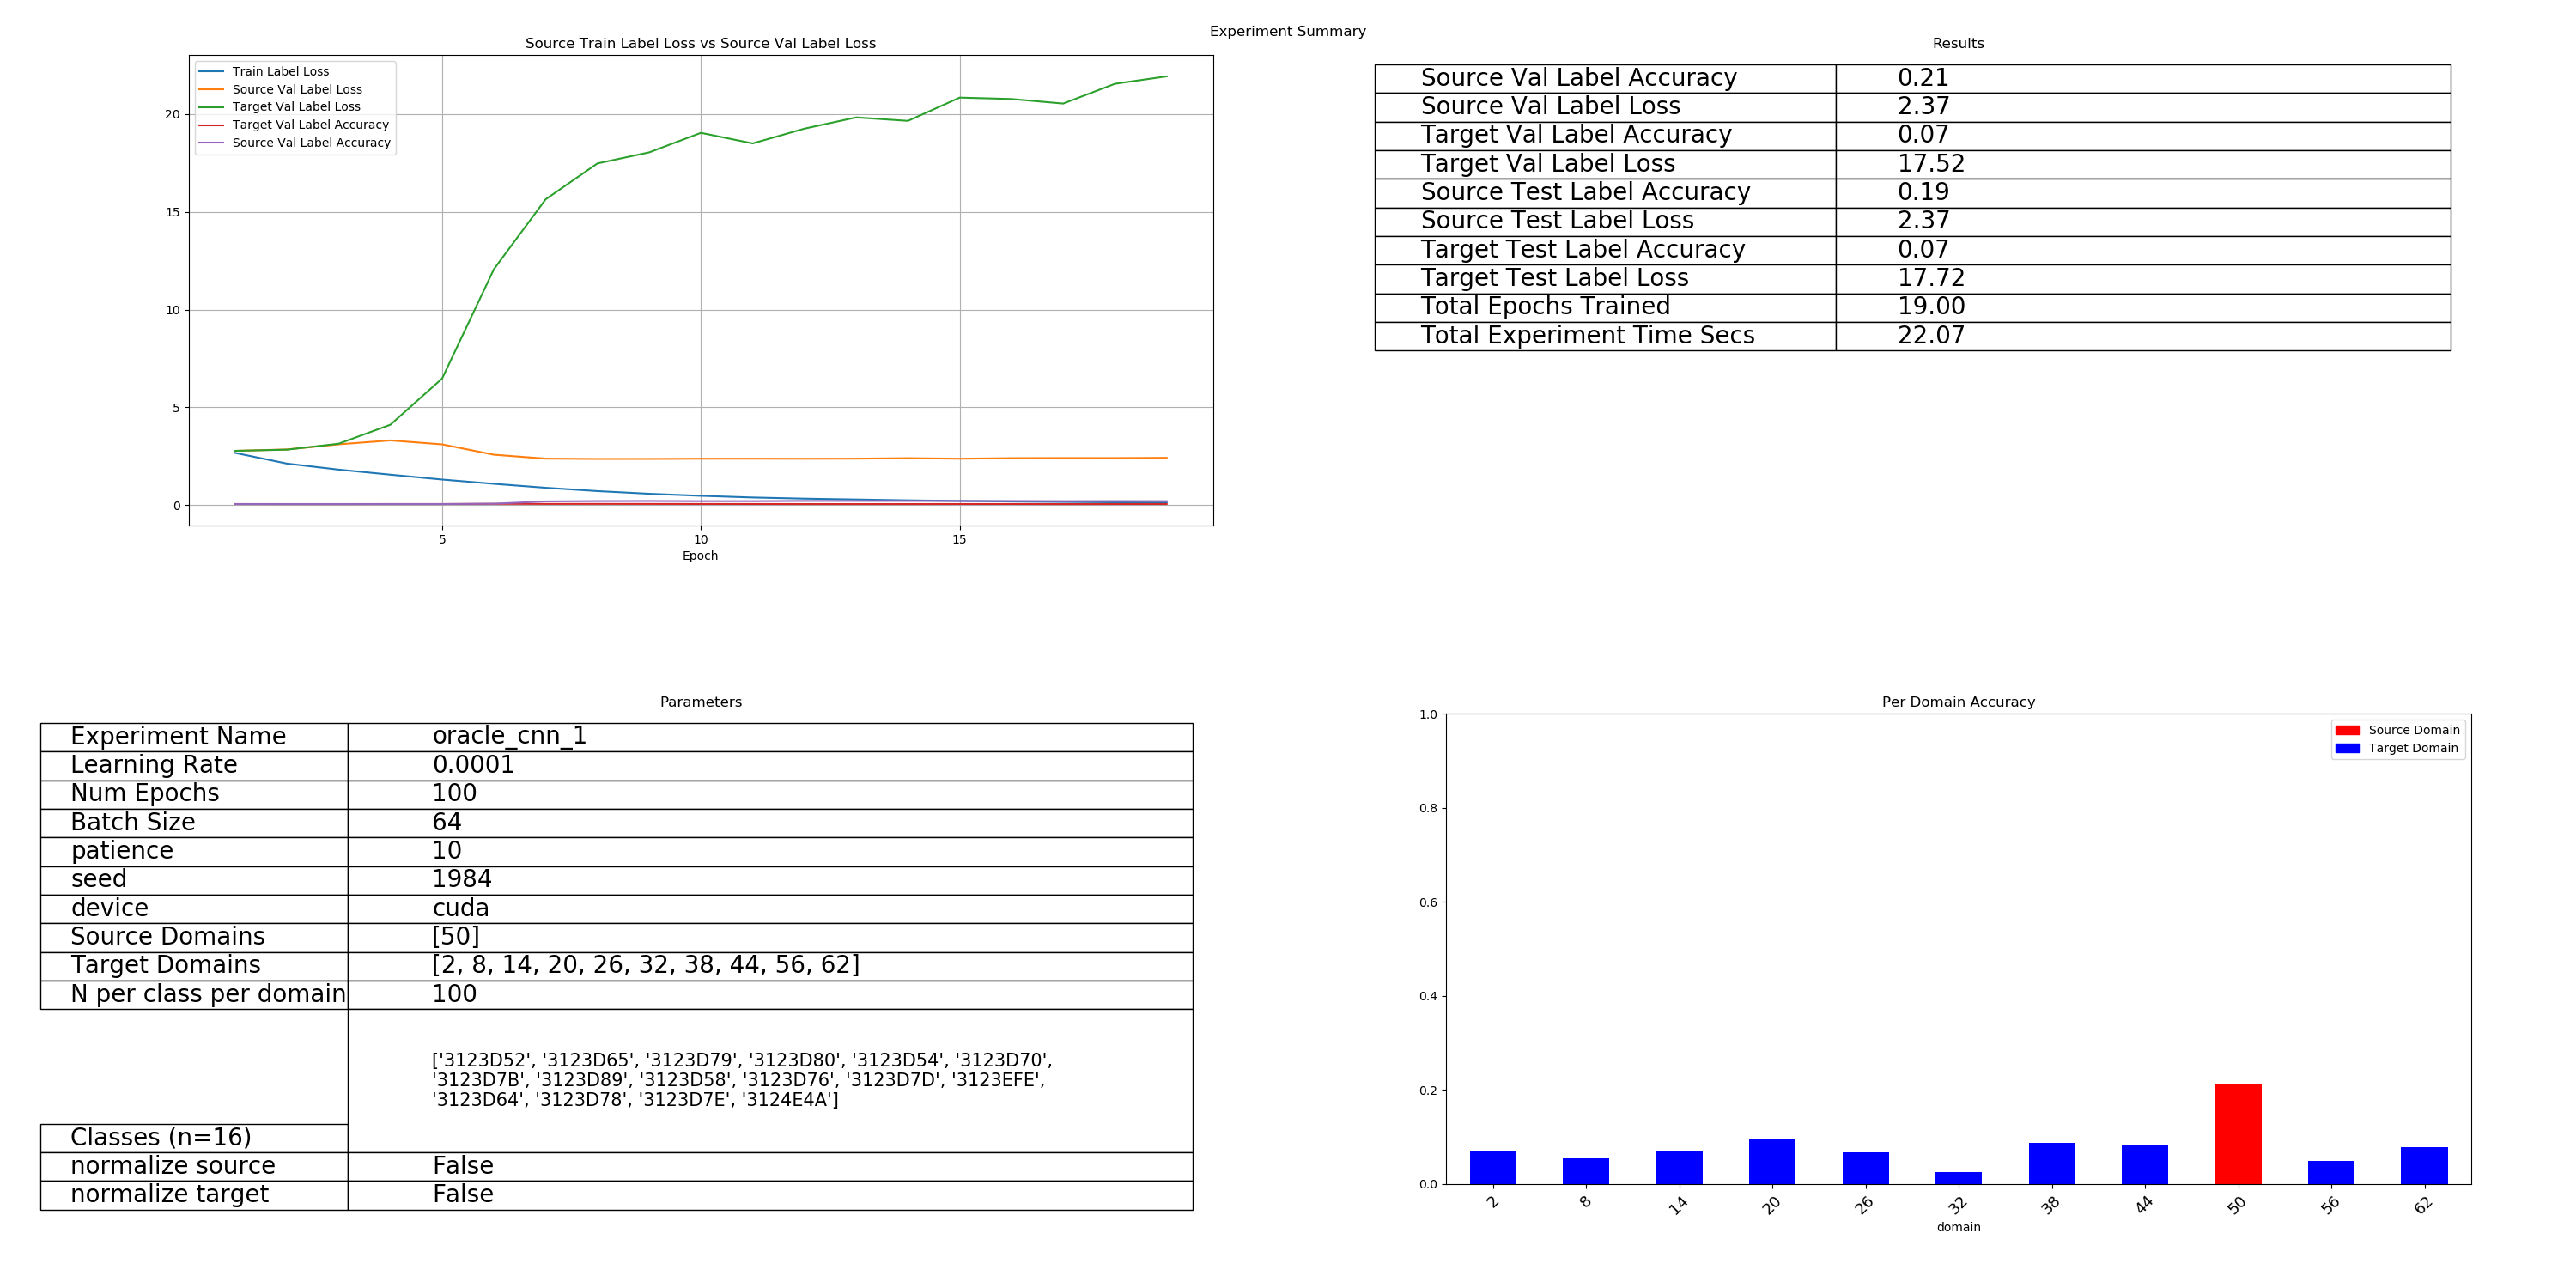 Experiment Summary
Source Train Label Loss vs Source Val Label Loss
Train Label Loss
Source Val Label Loss
Target Val Label Loss
Target Val Label Accuracy
Source Val Label Accuracy
20
15
10
5
0
5 10 15
Epoch
Results
Source Val Label Accuracy 0.21
Source Val Label Loss 2.37
Target Val Label Accuracy 0.07
Target Val Label Loss 17.52
Source Test Label Accuracy 0.19
Source Test Label Loss 2.37
Target Test Label Accuracy 0.07
Target Test Label Loss 17.72
Total Epochs Trained 19.00
Total Experiment Time Secs 22.07
Parameters
Experiment Name oracle_cnn_1
Learning Rate 0.0001
Num Epochs 100
Batch Size 64
patience 10
seed 1984
device cuda
Source Domains [50]
Target Domains [2, 8, 14, 20, 26, 32, 38, 44, 56, 62]
N per class per domain 100
['3123D52', '3123D65', '3123D79', '3123D80', '3123D54', '3123D70',
'3123D7B', '3123D89', '3123D58', '3123D76', '3123D7D', '3123EFE',
'3123D64', '3123D78', '3123D7E', '3124E4A']
Classes (n=16)
normalize source False
normalize target False
Per Domain Accuracy
Source Domain
Target Domain
1.0
0.8
0.6
0.4
0.2
0.0
2 8 14 20 26 32 38 44 50 56 62
domain